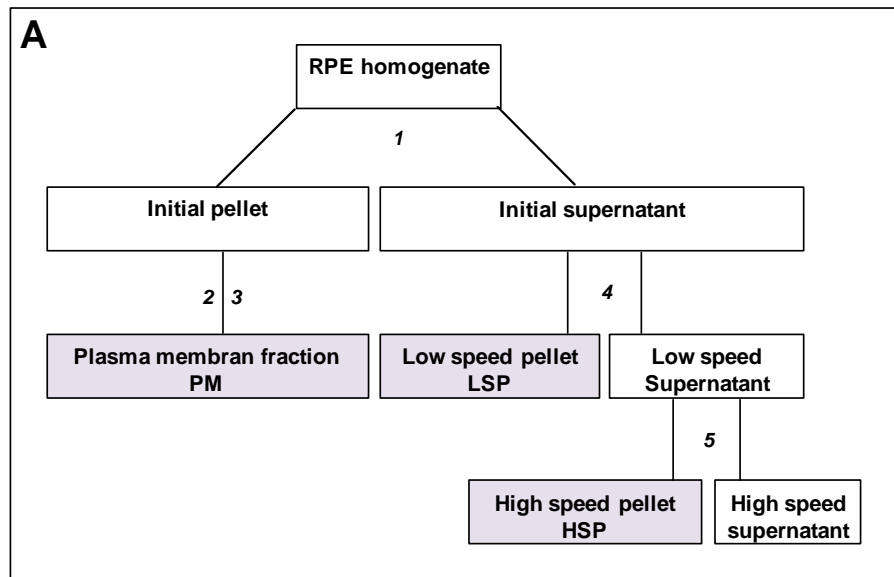 A
RPE homogenate
1
Initial pellet
Initial supernatant
2 3
4
Plasma membran fraction
PM
Low speed pellet
LSP
Low speed
Supernatant
5
High speed pellet
HSP
High speed
supernatant